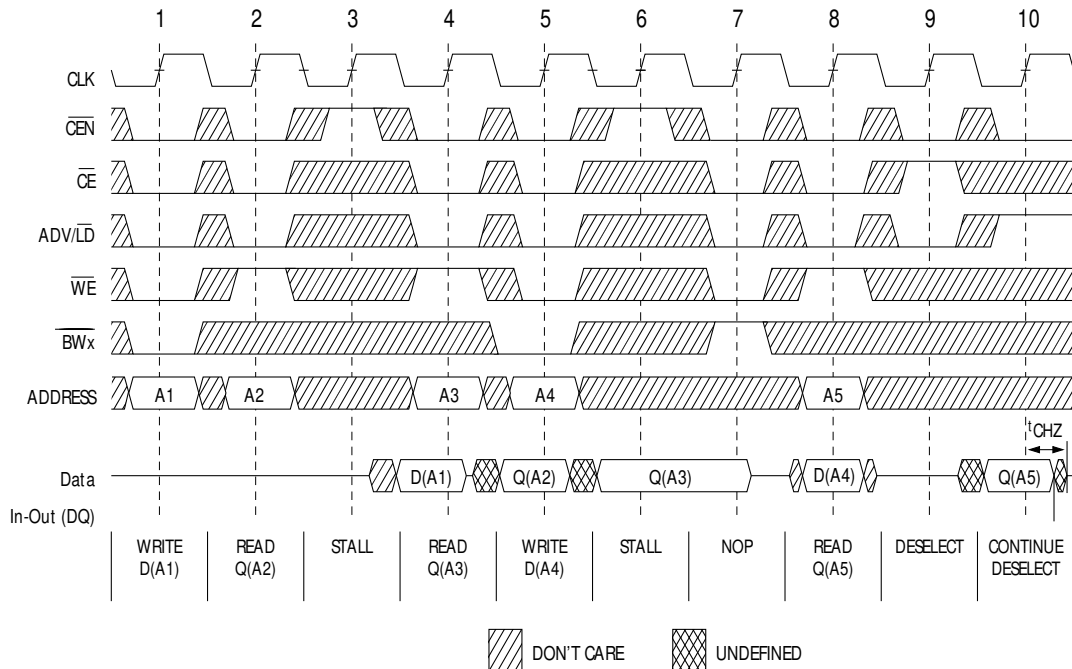 1 2 3 4 5 6 7 8 9 10
CLK
CEN
CE
ADV/LD
WE
BWx
ADDRESS A1 A2 A3 A4 A5
tCHZ
Data D(A1) Q(A2) Q(A3) D(A4) Q(A5)
In-Out (DQ)
WRITE READ STALL READ WRITE STALL NOP READ DESELECT CONTINUE
D(A1) Q(A2) Q(A3) D(A4) Q(A5) DESELECT
DON'T CARE UNDEFINED